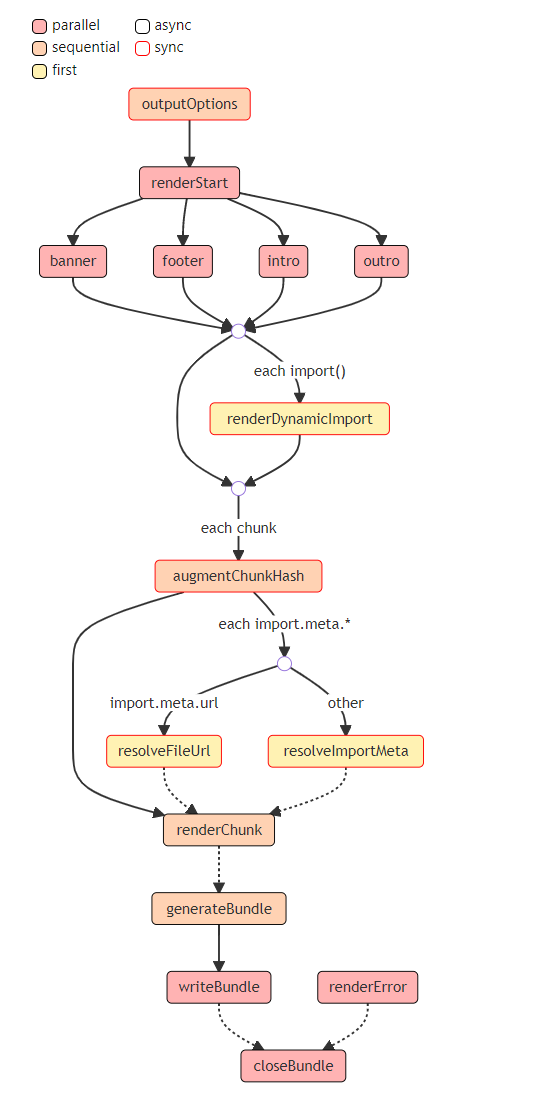 parallel
async
sequential
sync
first
outputOptions
renderStart
banner
footer
intro
outro
each import()
renderDynamicImport
each chunk
augmentChunkHash
each import.meta.*
import.meta.url
other
resolveFileUrl
resolveImportMeta
renderChunk
generateBundle
writeBundle
renderError
closeBundle